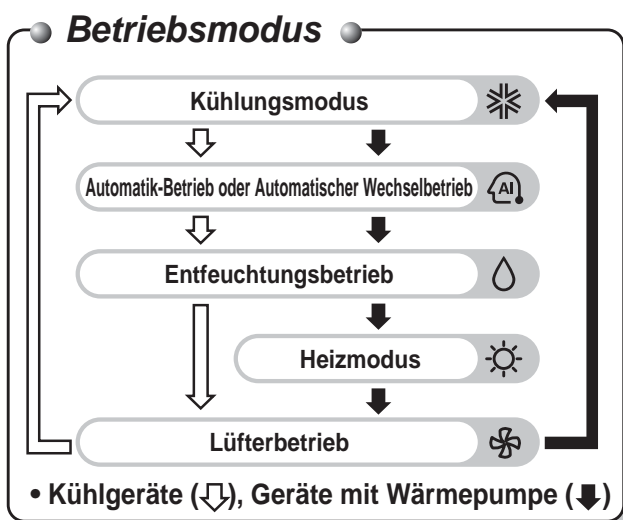 Betriebsmodus
Kühlungsmodus
Automatik-Betrieb oder Automatischer Wechselbetrieb
AI
Entfeuchtungsbetrieb
Heizmodus
Lüfterbetrieb
• Kühlgeräte (⇩), Geräte mit Wärmepumpe (⬇)